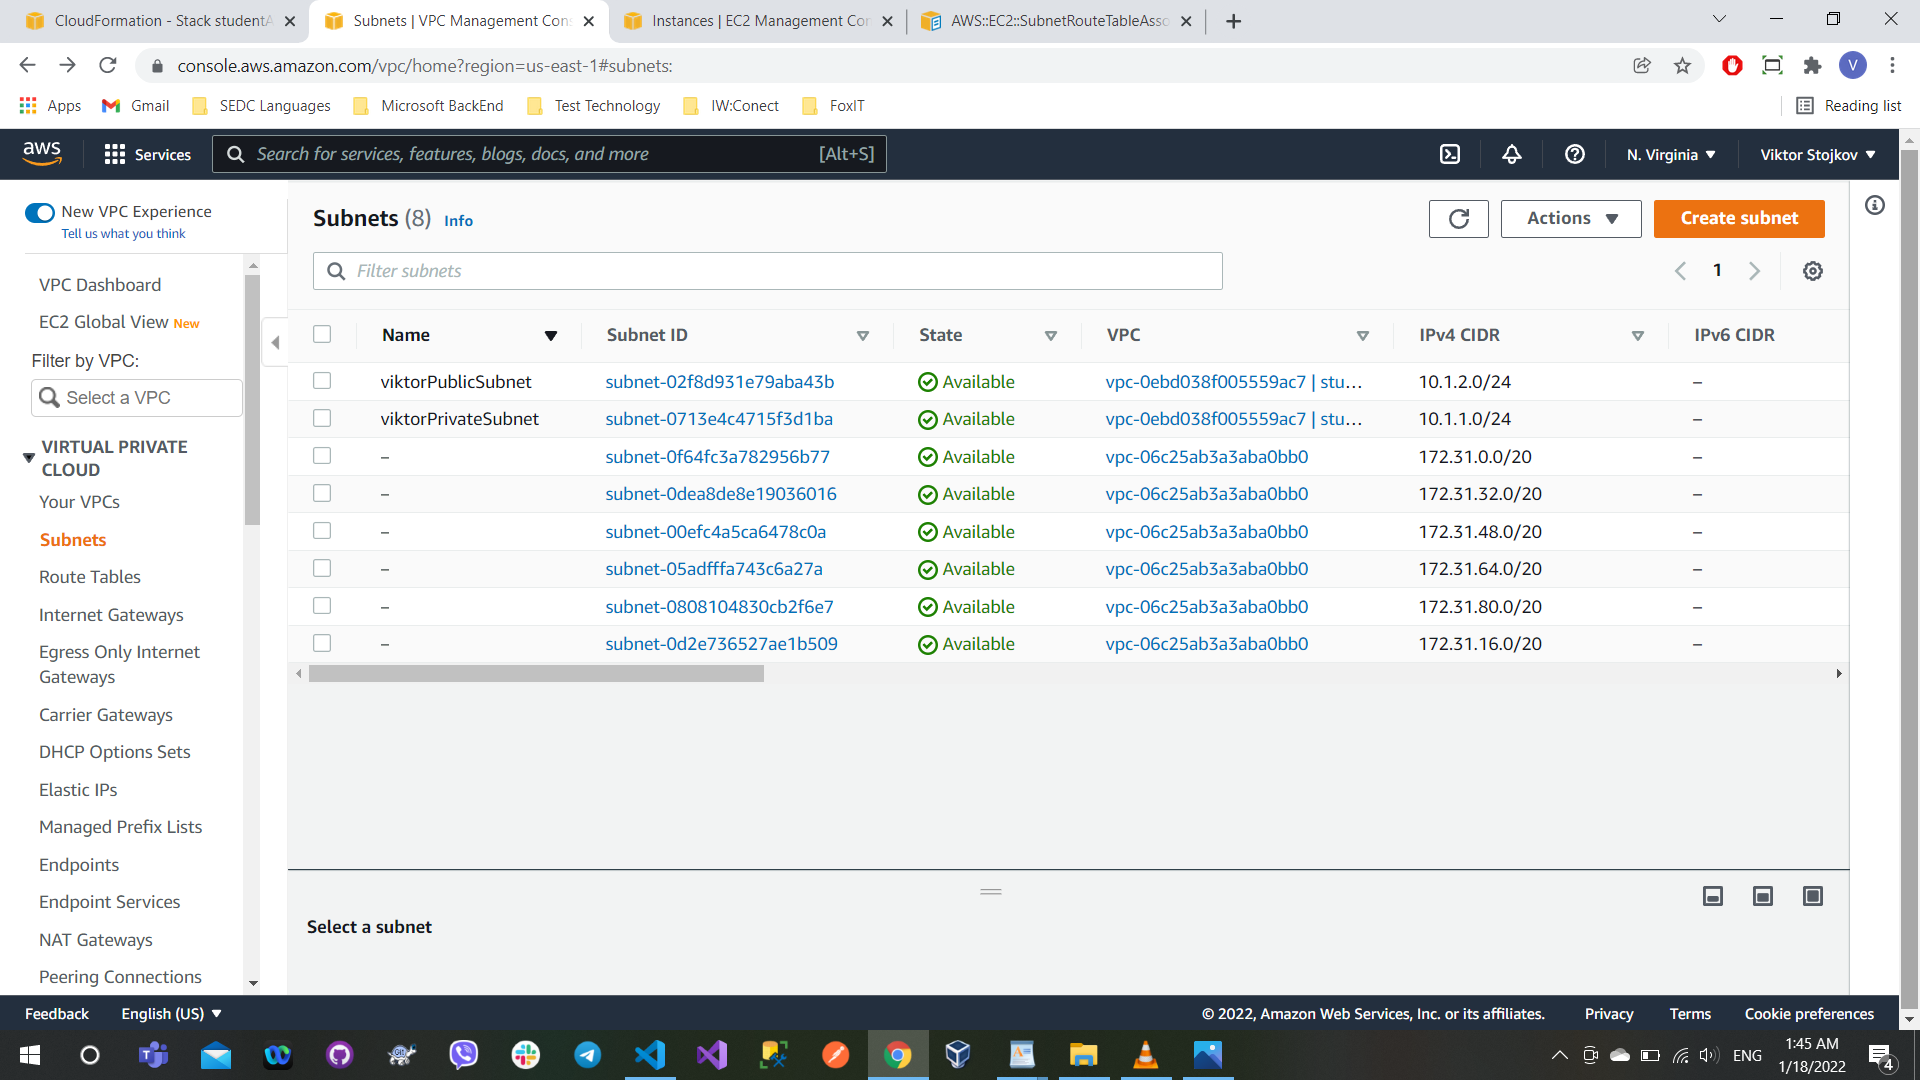 CloudFormation - Stack studentA
Subnets | VPC Management Cons
Instances | EC2 Management Con
AWS::EC2::SubnetRouteTableAsso
console.aws.amazon.com/vpc/home?region=us-east-1#subnets:
V
Apps
Gmail
SEDC Languages
Microsoft BackEnd
Test Technology
IW:Conect
FoxIT
Reading list
aws
Services
Search for services, features, blogs, docs, and more
[Alt+S]
N. Virginia
Viktor Stojkov
New VPC Experience
Tell us what you think
VPC Dashboard
EC2 Global View New
Filter by VPC:
Select a VPC
VIRTUAL PRIVATE
CLOUD
Your VPCs
Subnets
Route Tables
Internet Gateways
Egress Only Internet
Gateways
Carrier Gateways
DHCP Options Sets
Elastic IPs
Managed Prefix Lists
Endpoints
Endpoint Services
NAT Gateways
Peering Connections
Subnets (8) Info
Actions
Create subnet
Filter subnets
1
Name Subnet ID State VPC IPv4 CIDR IPv6 CIDR
viktorPublicSubnet subnet-02f8d931e79aba43b Available vpc-0ebd038f005559ac7 | stu... 10.1.2.0/24 –
viktorPrivateSubnet subnet-0713e4c4715f3d1ba Available vpc-0ebd038f005559ac7 | stu... 10.1.1.0/24 –
– subnet-0f64fc3a782956b77 Available vpc-06c25ab3a3aba0bb0 172.31.0.0/20 –
– subnet-0dea8de8e19036016 Available vpc-06c25ab3a3aba0bb0 172.31.32.0/20 –
– subnet-00efc4a5ca6478c0a Available vpc-06c25ab3a3aba0bb0 172.31.48.0/20 –
– subnet-05adfffa743c6a27a Available vpc-06c25ab3a3aba0bb0 172.31.64.0/20 –
– subnet-0808104830cb2f6e7 Available vpc-06c25ab3a3aba0bb0 172.31.80.0/20 –
– subnet-0d2e736527ae1b509 Available vpc-06c25ab3a3aba0bb0 172.31.16.0/20 –
Select a subnet
Feedback
English (US)
© 2022, Amazon Web Services, Inc. or its affiliates.
Privacy
Terms
Cookie preferences
ENG
1:45 AM
1/18/2022
4